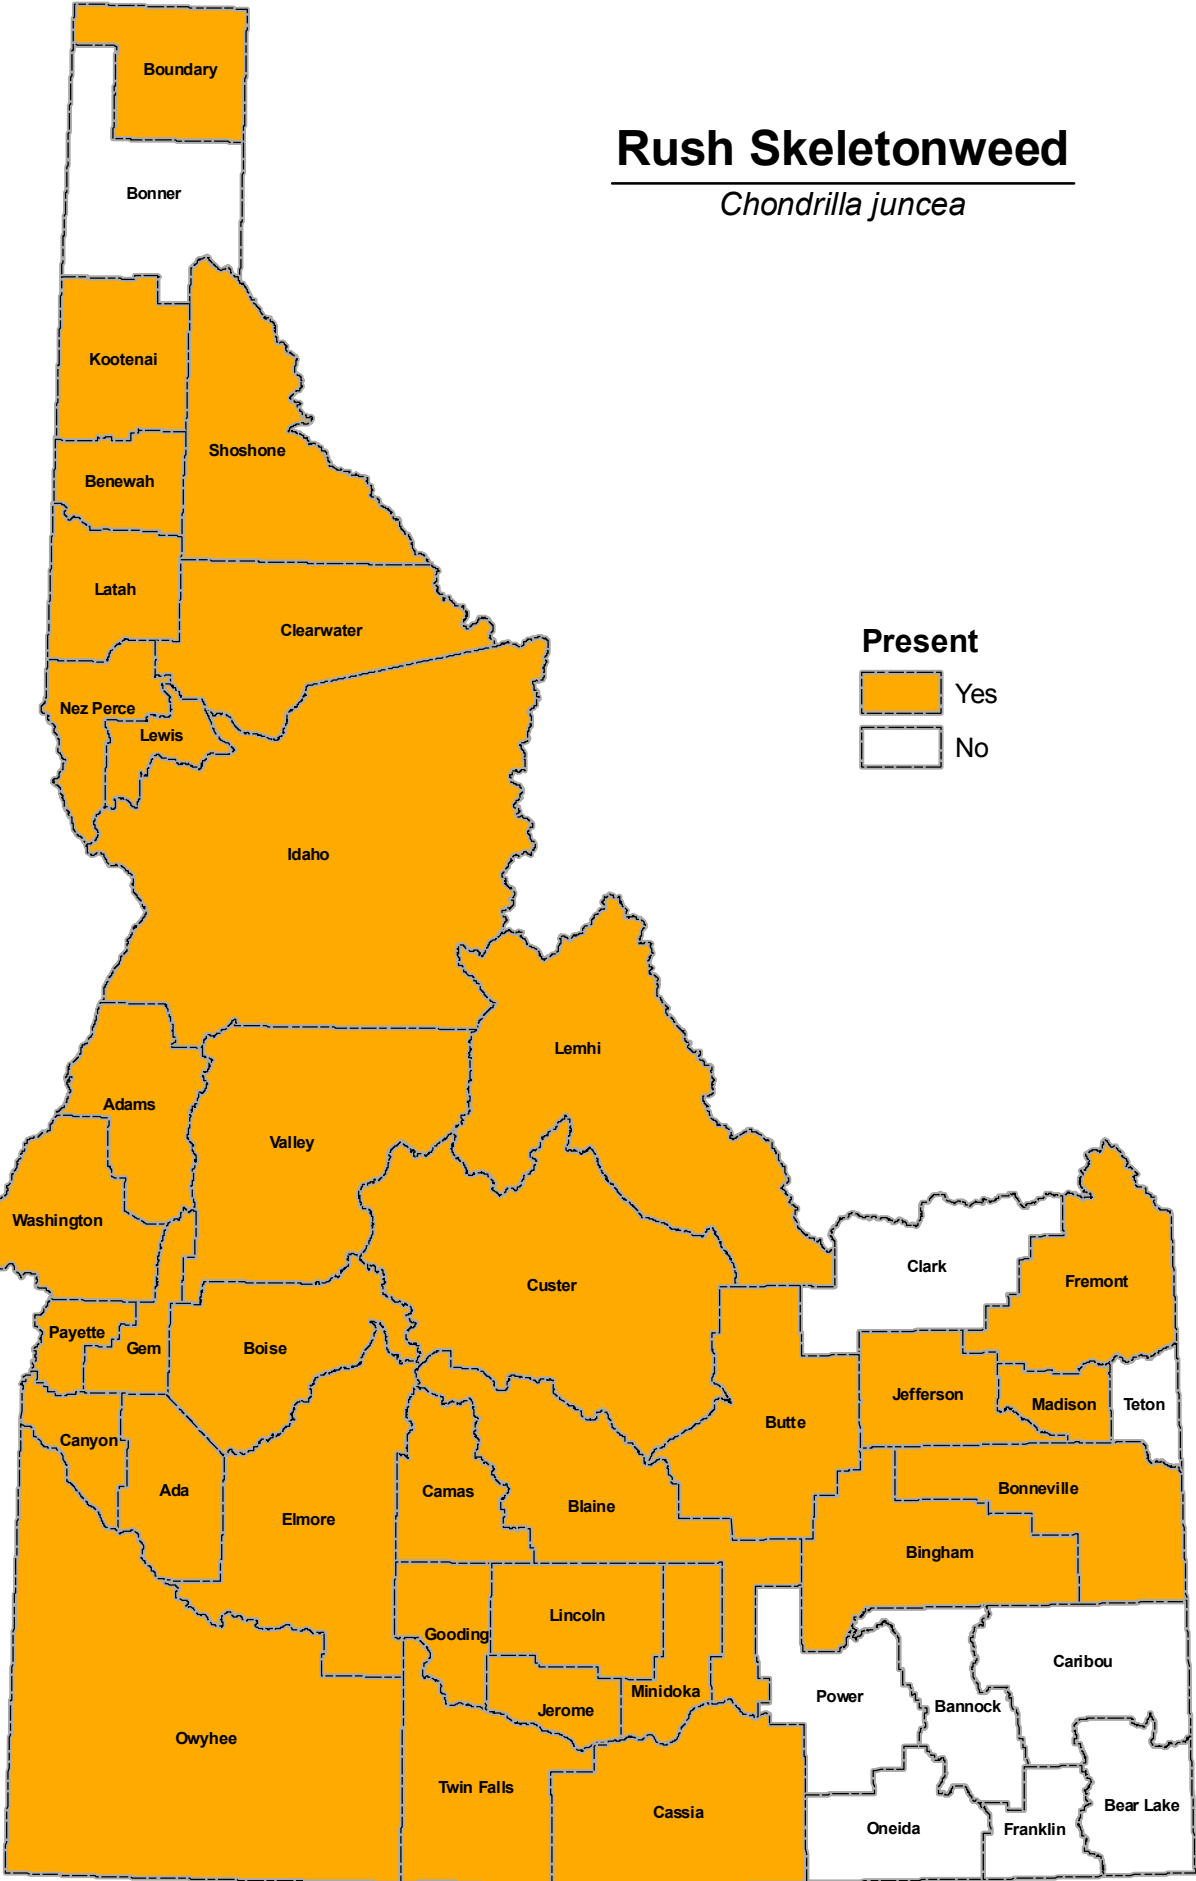 Boundary
Rush Skeletonweed
Chondrilla juncea
Bonner
Kootenai
Shoshone
Benewah
Latah
Clearwater
Present
Yes
No
Nez Perce
Lewis
Idaho
Lemhi
Adams
Valley
Washington
Clark
Custer
Fremont
Payette
Gem
Boise
Jefferson
Madison
Teton
Butte
Canyon
Ada
Camas
Blaine
Bonneville
Elmore
Bingham
Lincoln
Gooding
Caribou
Minidoka
Power
Bannock
Jerome
Owyhee
Twin Falls
Cassia
Bear Lake
Oneida
Franklin